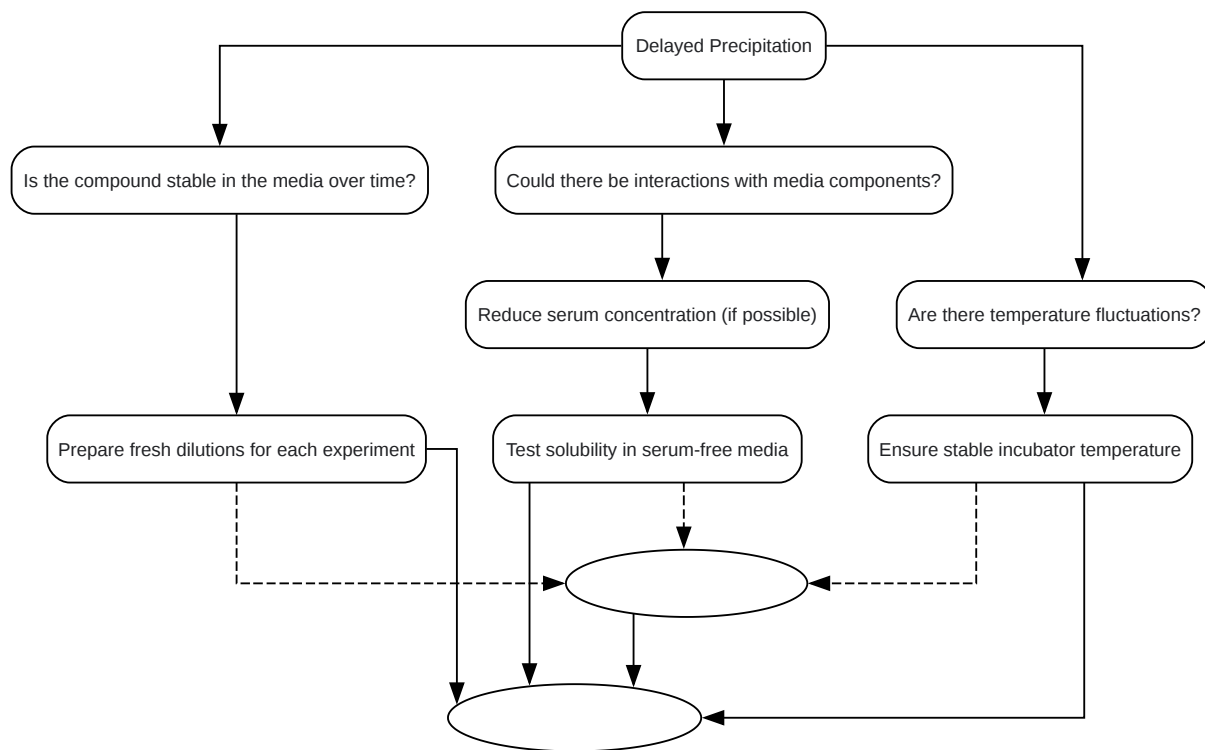 Delayed Precipitation
Is the compound stable in the media over time?
Could there be interactions with media components?
Reduce serum concentration (if possible)
Are there temperature fluctuations?
Prepare fresh dilutions for each experiment
Test solubility in serum-free media
Ensure stable incubator temperature